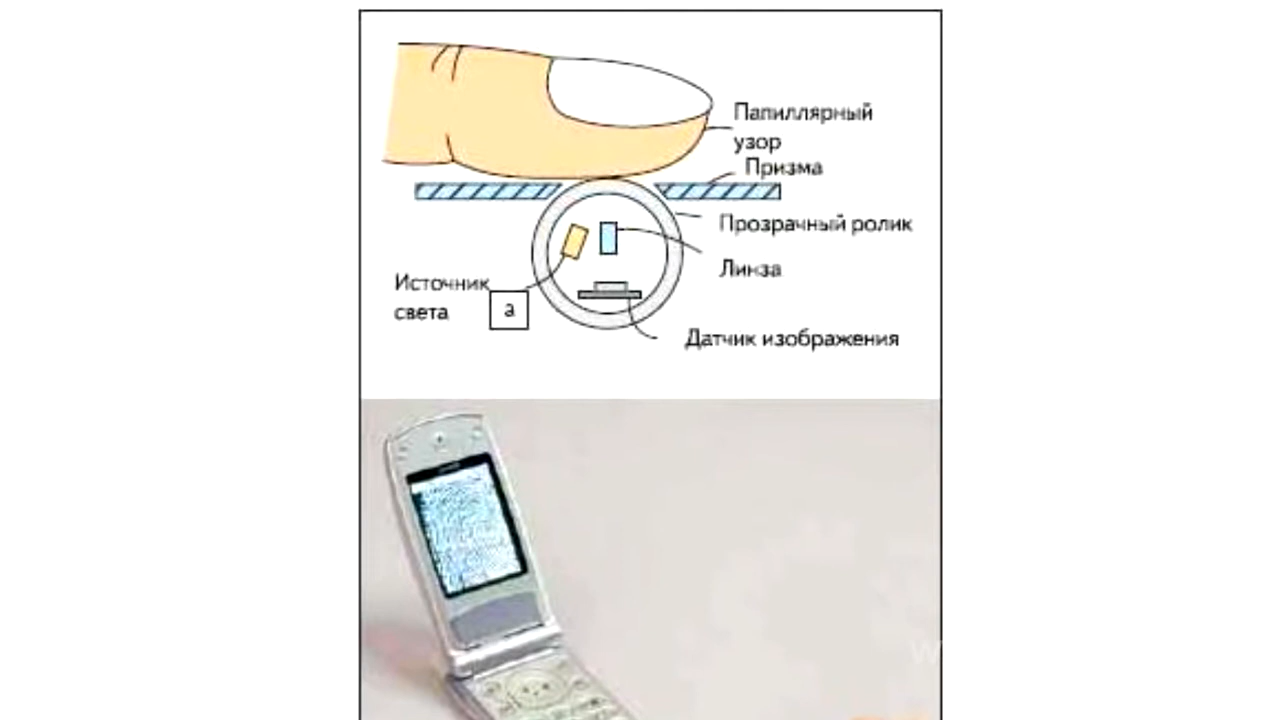 Папиллярный
узор
Призма
Прозрачный ролик
Линза
Источник
света
а
Датчик изображения